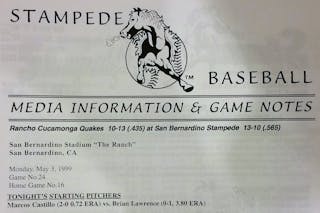 STAMPEDE
TM
BASEBALL
MEDIA INFORMATION & GAME NOTES
Rancho Cucamonga Quakes 10-13 (.435) at San Bernardino Stampede 13-10 (.565)
San Bernardino Stadium "The Ranch"
San Bernardino, CA
Monday, May 3, 1999
Game No.24
Home Game No.16
TONIGHT'S STARTING PITCHERS
Marcos Castillo (2-0 0.72 ERA) vs. Brian Lawrence (0-1, 3.80 ERA)